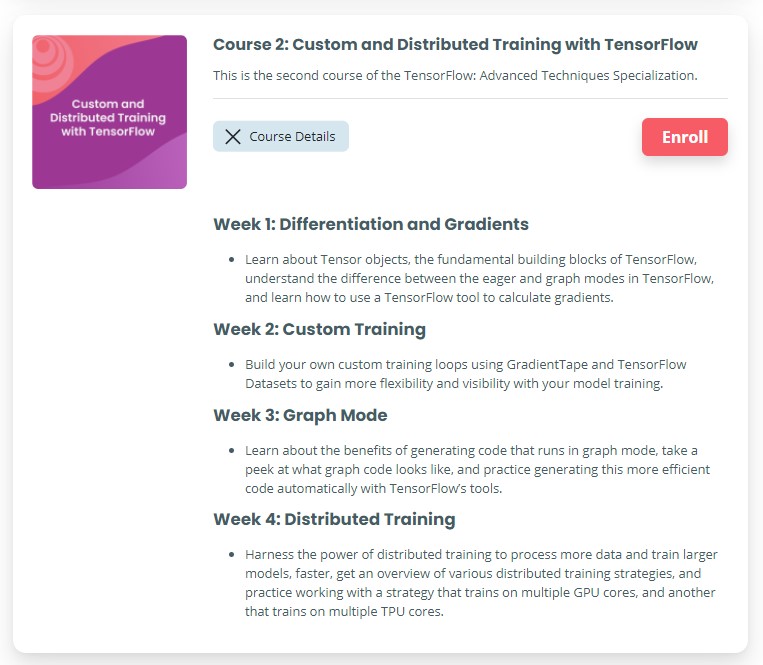 Custom and
Distributed Training
with TensorFlow
Course 2: Custom and Distributed Training with TensorFlow
This is the second course of the TensorFlow: Advanced Techniques Specialization.
Course Details
Enroll
Week 1: Differentiation and Gradients
• Learn about Tensor objects, the fundamental building blocks of TensorFlow,
understand the difference between the eager and graph modes in TensorFlow,
and learn how to use a TensorFlow tool to calculate gradients.
Week 2: Custom Training
• Build your own custom training loops using GradientTape and TensorFlow
Datasets to gain more flexibility and visibility with your model training.
Week 3: Graph Mode
• Learn about the benefits of generating code that runs in graph mode, take a
peek at what graph code looks like, and practice generating this more efficient
code automatically with TensorFlow’s tools.
Week 4: Distributed Training
• Harness the power of distributed training to process more data and train larger
models, faster, get an overview of various distributed training strategies, and
practice working with a strategy that trains on multiple GPU cores, and another
that trains on multiple TPU cores.